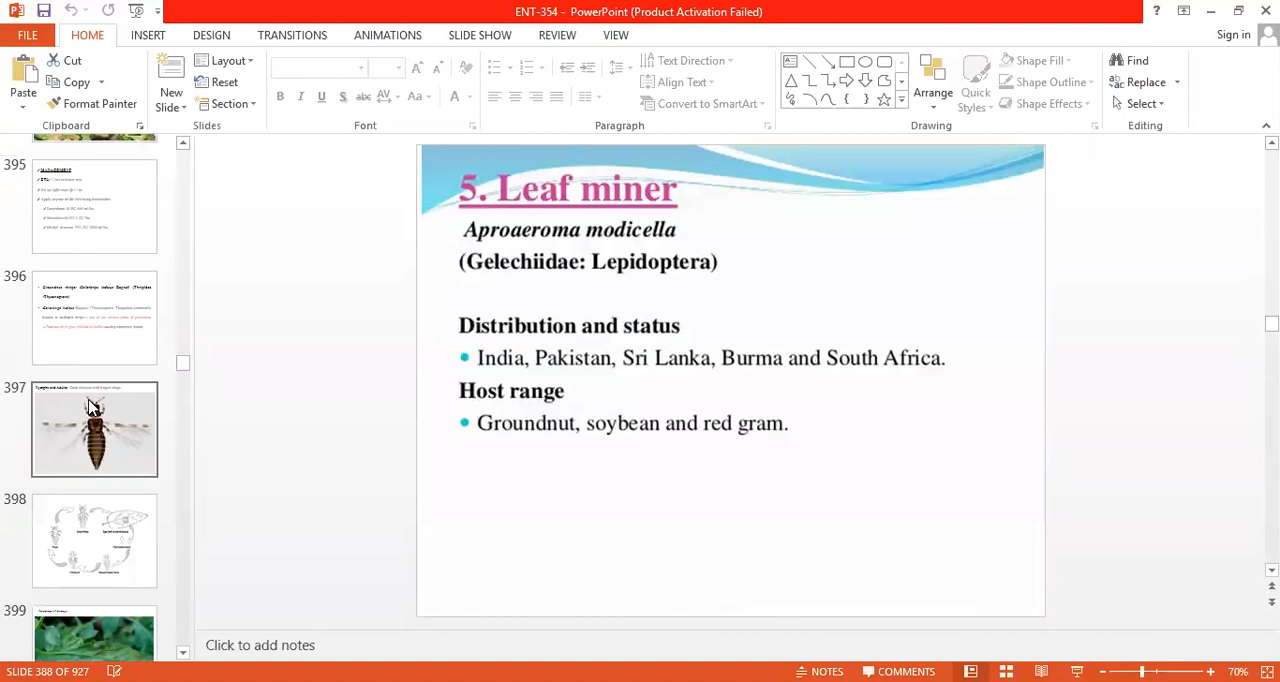 ENT-354 - PowerPoint (Product Activation Failed)
FILE HOME INSERT DESIGN TRANSITIONS ANIMATIONS SLIDE SHOW REVIEW VIEW
Sign in
Paste
Cut
Copy
Format Painter
New
Slide
Layout
Reset
Section
Text Direction
Align Text
Convert to SmartArt
Arrange
Quick
Styles
Shape Fill
Shape Outline
Shape Effects
Find
Replace
Select
Clipboard Slides Font Paragraph Drawing Editing
395
MANAGEMENT
396
397
398
399
5. Leaf miner
Aproaeroma modicella
(Gelechiidae: Lepidoptera)
Distribution and status
• India, Pakistan, Sri Lanka, Burma and South Africa.
Host range
• Groundnut, soybean and red gram.
Click to add notes
SLIDE 388 OF 927
NOTES
COMMENTS
70%